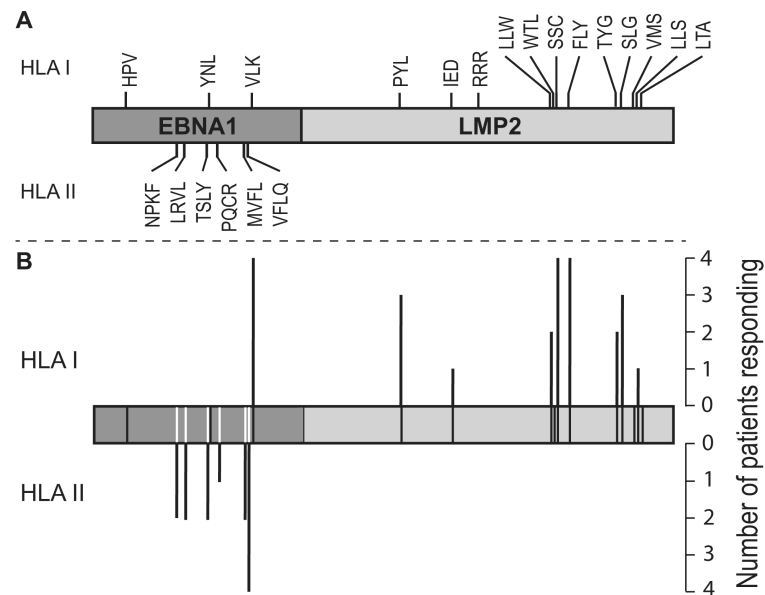 A
HLA I
HPV
YNL
VLK
PYL
IED
RRR
LLW
WTL
SSC
FLY
TYG
SLG
VMS
LLS
LTA
EBNA1
LMP2
HLA II
NPKF
LRVL
TSLY
PQCR
MVFL
VFLQ
B
HLA I
4
3
2
1
0
0
1
2
3
4
HLA II
Number of patients responding